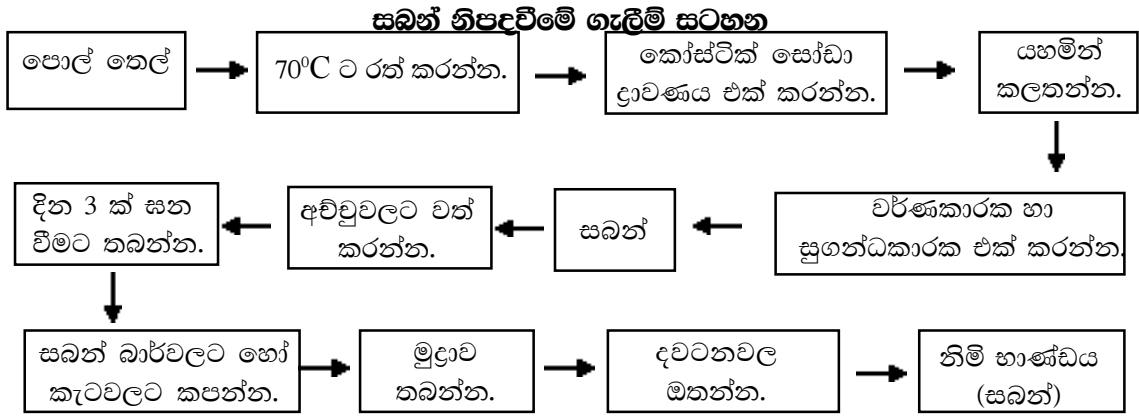 සබන් නිපදවීමේ ගැලීම් සටහන
පොල් තෙල්
70⁰C ට රත් කරන්න.
කෝස්ටික් සෝඩා
ද්‍රාවණය එක් කරන්න.
යහමින්
කලතන්න.
වර්ණකාරක හා
සුගන්ධකාරක එක් කරන්න.
සබන්
අච්චුවලට වත්
කරන්න.
දින 3 ක් ඝන
වීමට තබන්න.
සබන් බාර්වලට හෝ
කැටවලට කපන්න.
මුද්‍රාව
තබන්න.
දවටනවල
ඔතන්න.
නිමි භාණ්ඩය
(සබන්)